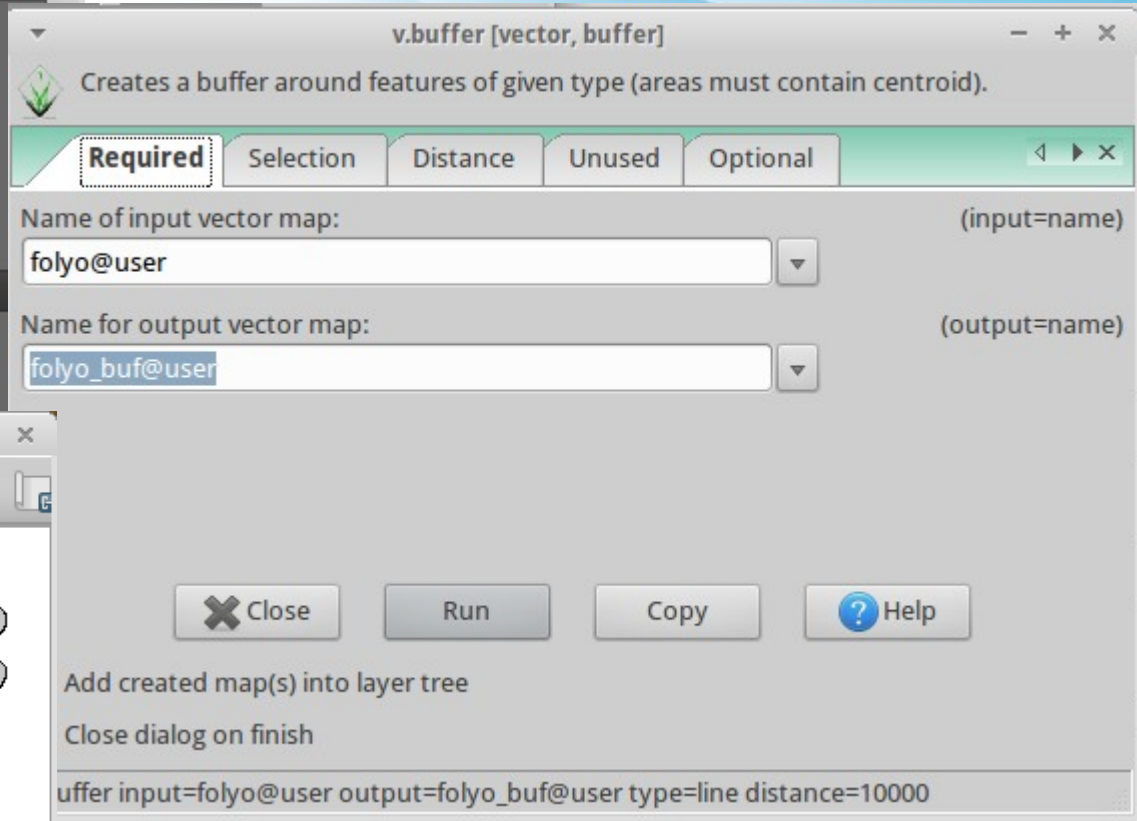 v.buffer [vector, buffer]
Creates a buffer around features of given type (areas must contain centroid).
Required Selection Distance Unused Optional
Name of input vector map: (input=name)
folyo@user
Name for output vector map: (output=name)
folyo_buf@user
Close Run Copy Help
Add created map(s) into layer tree
Close dialog on finish
uffer input=folyo@user output=folyo_buf@user type=line distance=10000